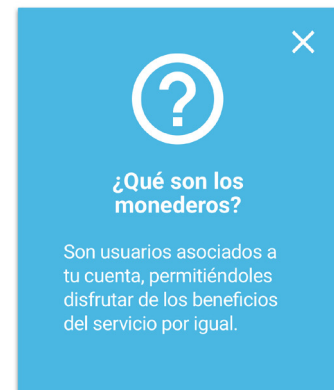 ¿Qué son los
monederos?
Son usuarios asociados a
tu cuenta, permitiéndoles
disfrutar de los beneficios
del servicio por igual.